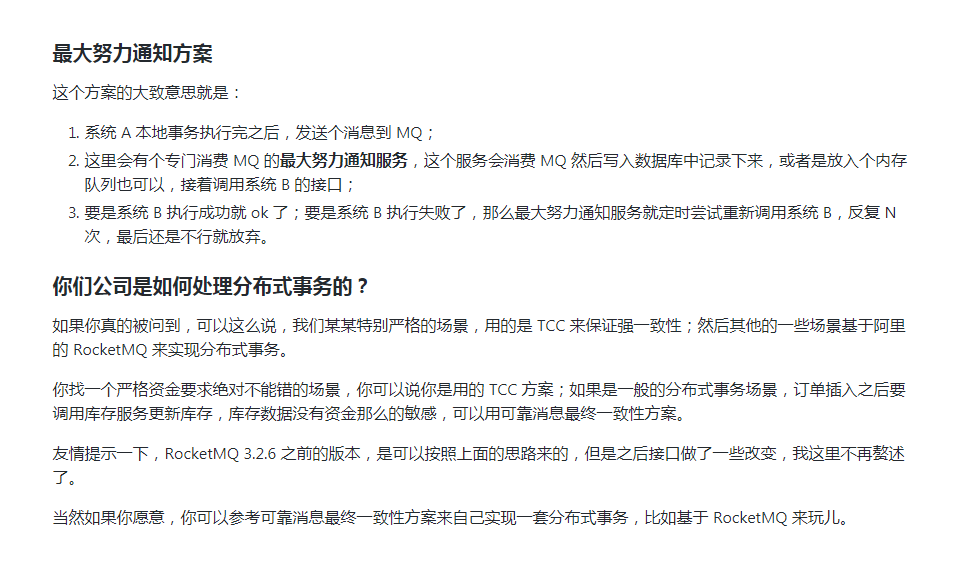 最大努力通知方案
这个方案的大致意思就是：
1. 系统 A 本地事务执行完之后，发送个消息到 MQ；
2. 这里会有个专门消费 MQ 的最大努力通知服务，这个服务会消费 MQ 然后写入数据库中记录下来，或者是放入个内存
队列也可以，接着调用系统 B 的接口；
3. 要是系统 B 执行成功就 ok 了；要是系统 B 执行失败了，那么最大努力通知服务就定时尝试重新调用系统 B，反复 N
次，最后还是不行就放弃。
你们公司是如何处理分布式事务的？
如果你真的被问到，可以这么说，我们某某特别严格的场景，用的是 TCC 来保证强一致性；然后其他的一些场景基于阿里
的 RocketMQ 来实现分布式事务。
你找一个严格资金要求绝对不能错的场景，你可以说你是用的 TCC 方案；如果是一般的分布式事务场景，订单插入之后要
调用库存服务更新库存，库存数据没有资金那么的敏感，可以用可靠消息最终一致性方案。
友情提示一下，RocketMQ 3.2.6 之前的版本，是可以按照上面的思路来的，但是之后接口做了一些改变，我这里不再赘述
了。
当然如果你愿意，你可以参考可靠消息最终一致性方案来自己实现一套分布式事务，比如基于 RocketMQ 来玩儿。